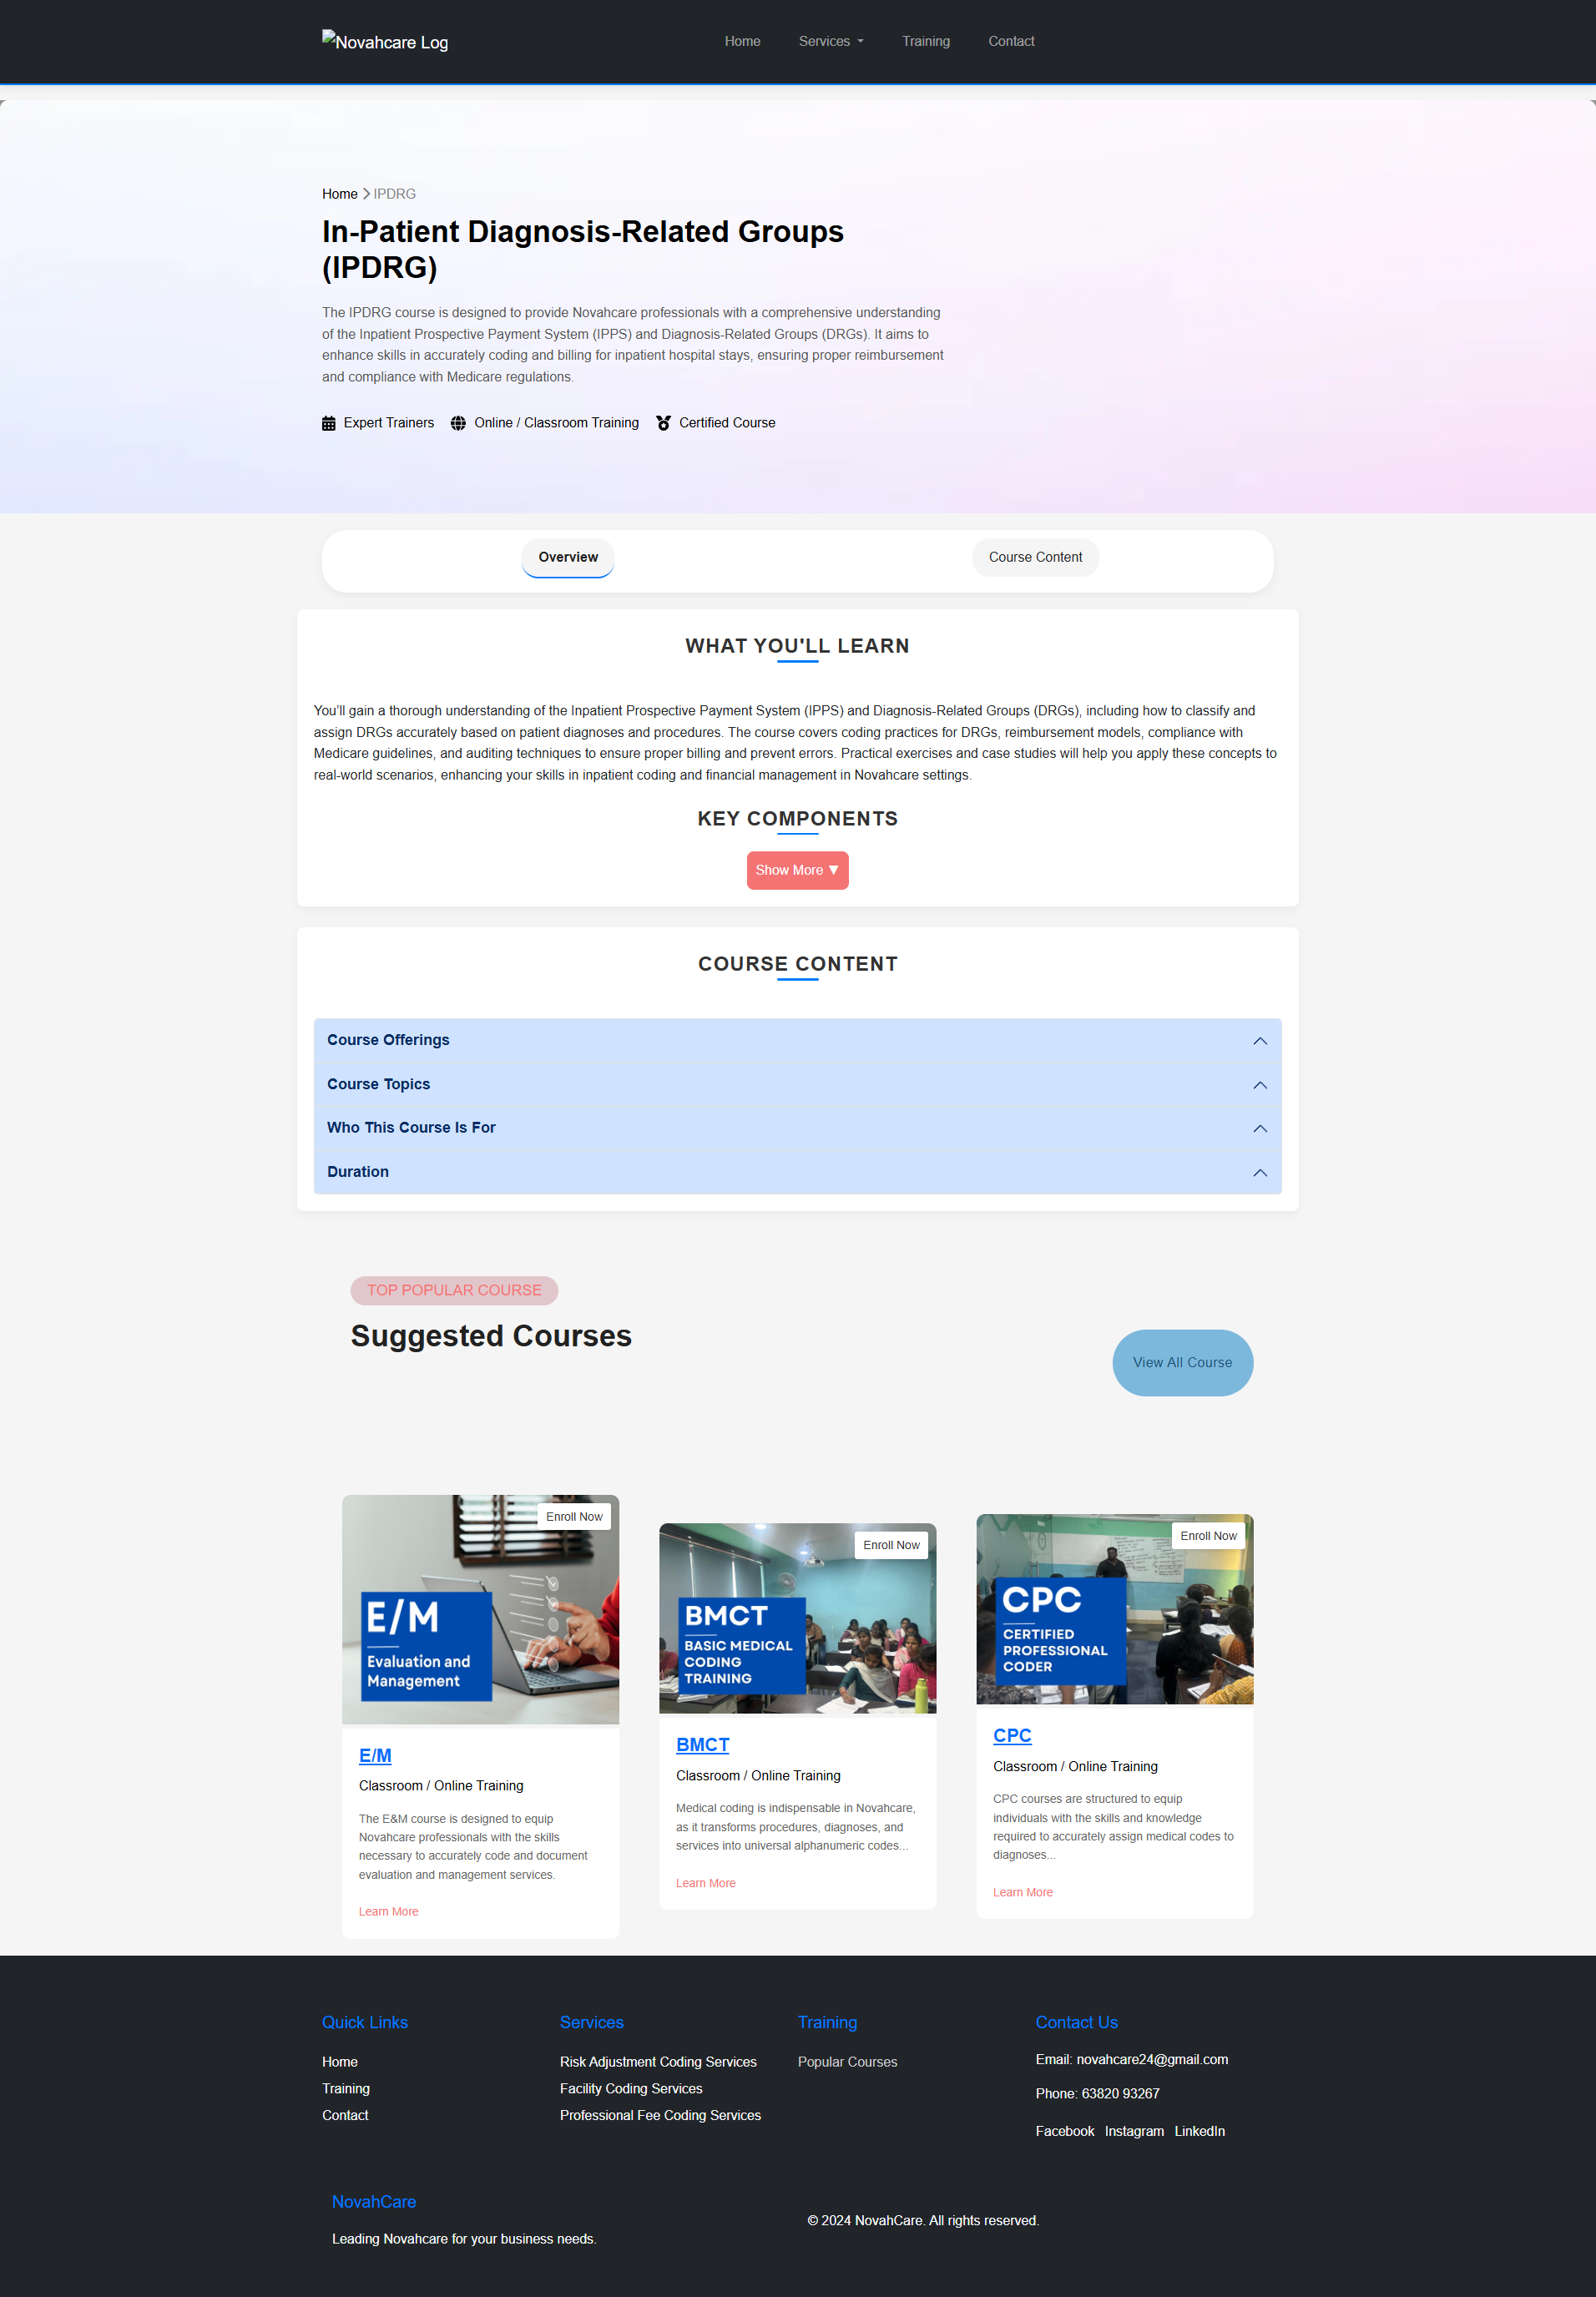 Novahcare Log
Home
Services
Training
Contact
Home
IPDRG
In-Patient Diagnosis-Related Groups
(IPDRG)
The IPDRG course is designed to provide Novahcare professionals with a comprehensive understanding
of the Inpatient Prospective Payment System (IPPS) and Diagnosis-Related Groups (DRGs). It aims to
enhance skills in accurately coding and billing for inpatient hospital stays, ensuring proper reimbursement
and compliance with Medicare regulations.
Expert Trainers
Online / Classroom Training
Certified Course
Overview
Course Content
WHAT YOU'LL LEARN
You’ll gain a thorough understanding of the Inpatient Prospective Payment System (IPPS) and Diagnosis-Related Groups (DRGs), including how to classify and
assign DRGs accurately based on patient diagnoses and procedures. The course covers coding practices for DRGs, reimbursement models, compliance with
Medicare guidelines, and auditing techniques to ensure proper billing and prevent errors. Practical exercises and case studies will help you apply these concepts to
real-world scenarios, enhancing your skills in inpatient coding and financial management in Novahcare settings.
KEY COMPONENTS
Show More ▼
COURSE CONTENT
Course Offerings
Course Topics
Who This Course Is For
Duration
TOP POPULAR COURSE
Suggested Courses
View All Course
Enroll Now
E/M
Evaluation and
Management
E/M
Classroom / Online Training
The E&M course is designed to equip
Novahcare professionals with the skills
necessary to accurately code and document
evaluation and management services.
Learn More
Enroll Now
BMCT
BASIC MEDICAL
CODING
TRAINING
BMCT
Classroom / Online Training
Medical coding is indispensable in Novahcare,
as it transforms procedures, diagnoses, and
services into universal alphanumeric codes...
Learn More
Enroll Now
CPC
CERTIFIED
PROFESSIONAL
CODER
CPC
Classroom / Online Training
CPC courses are structured to equip
individuals with the skills and knowledge
required to accurately assign medical codes to
diagnoses...
Learn More
Quick Links
Home
Training
Contact
Services
Risk Adjustment Coding Services
Facility Coding Services
Professional Fee Coding Services
Training
Popular Courses
Contact Us
Email: novahcare24@gmail.com
Phone: 63820 93267
Facebook Instagram LinkedIn
NovahCare
Leading Novahcare for your business needs.
© 2024 NovahCare. All rights reserved.